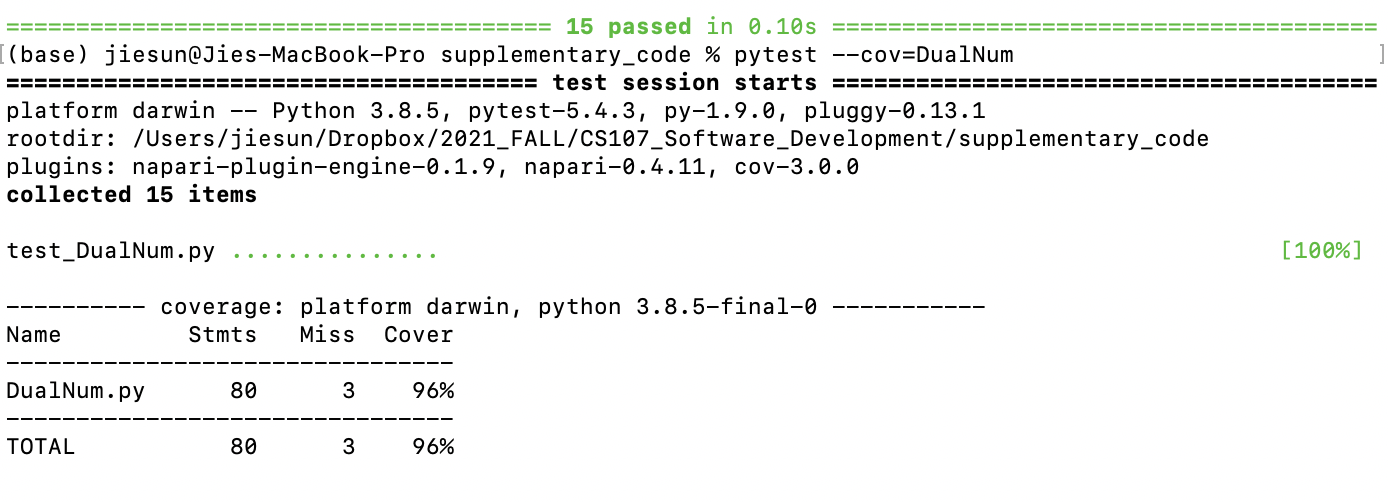 ======================================= 15 passed in 0.10s =======================================
[(base) jiesun@Jies-MacBook-Pro supplementary_code % pytest --cov=DualNum ]
====================================== test session starts =======================================
platform darwin -- Python 3.8.5, pytest-5.4.3, py-1.9.0, pluggy-0.13.1
rootdir: /Users/jiesun/Dropbox/2021_FALL/CS107_Software_Development/supplementary_code
plugins: napari-plugin-engine-0.1.9, napari-0.4.11, cov-3.0.0
collected 15 items
test_DualNum.py ............... [100%]
---------- coverage: platform darwin, python 3.8.5-final-0 -----------
Name Stmts Miss Cover
--------------------------------
DualNum.py 80 3 96%
--------------------------------
TOTAL 80 3 96%